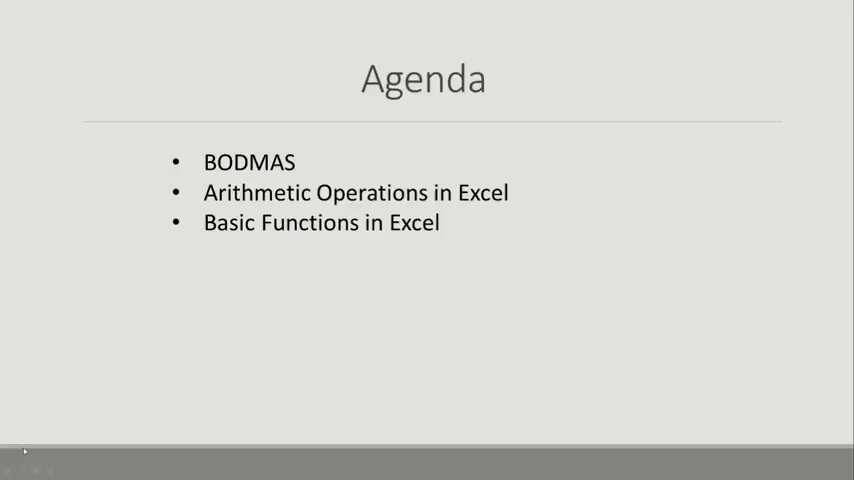 Agenda
• BODMAS
• Arithmetic Operations in Excel
• Basic Functions in Excel